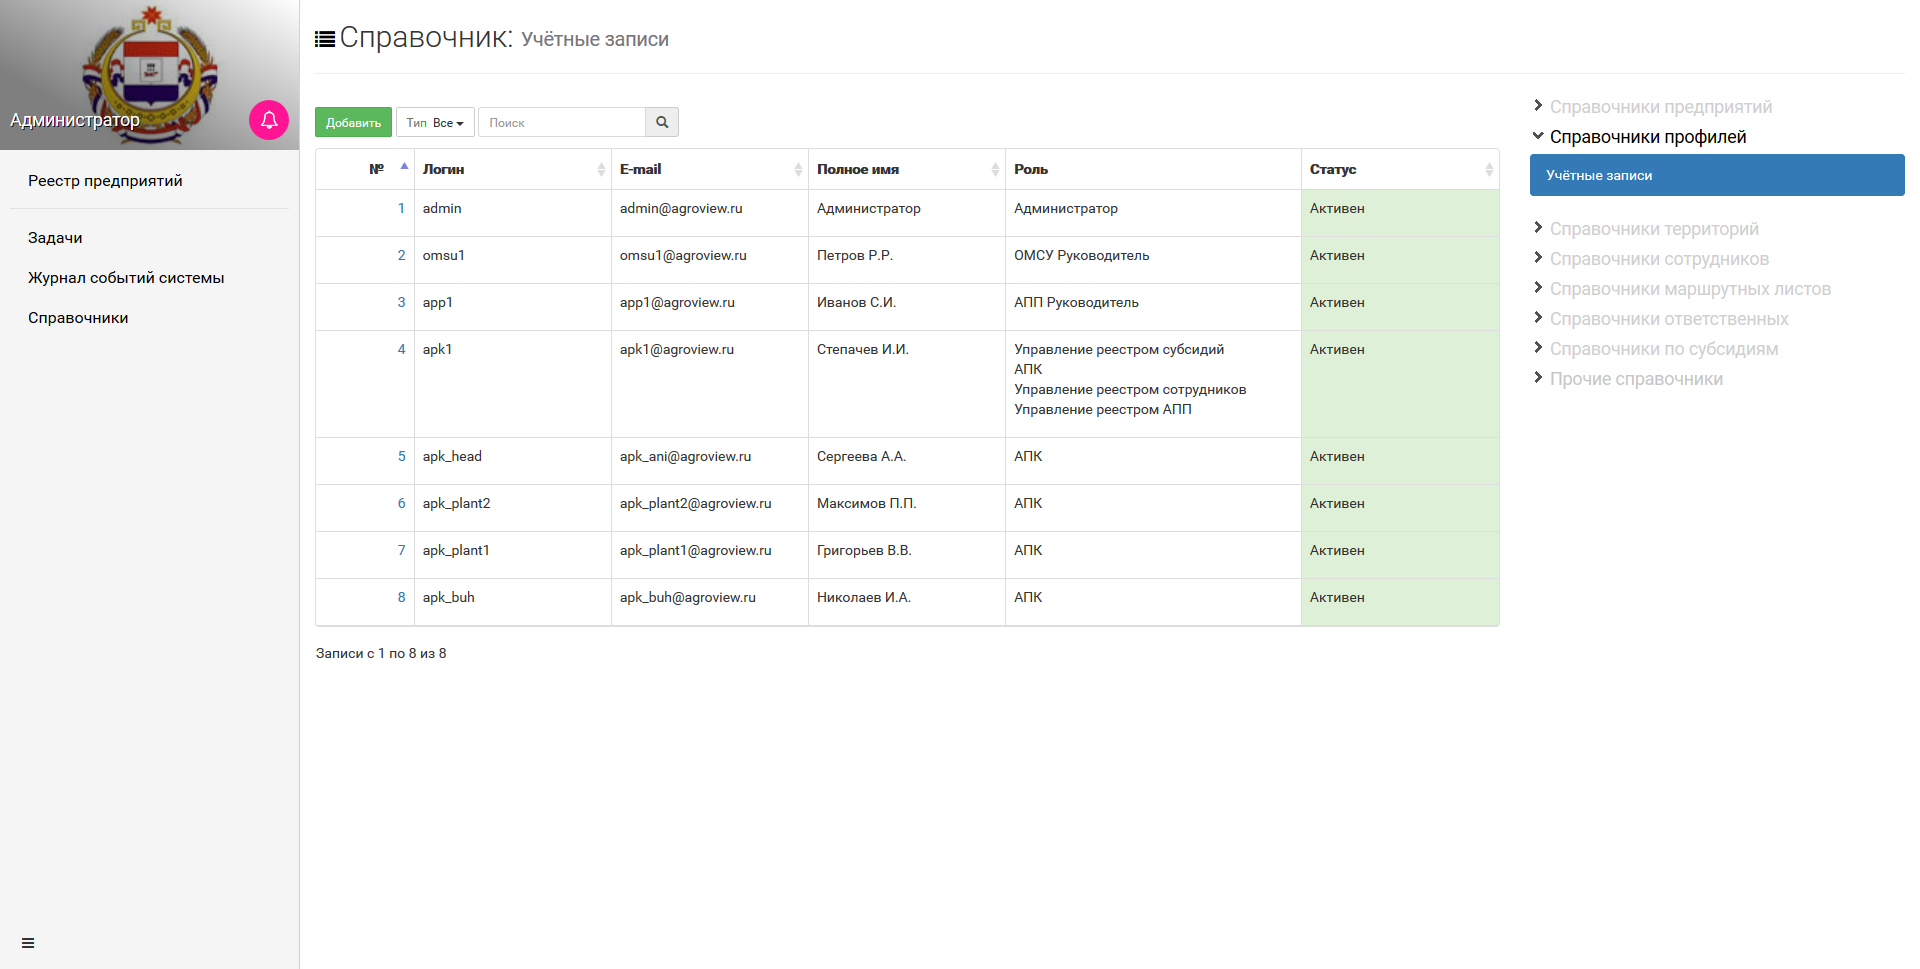 Администратор
Реестр предприятий
Задачи
Журнал событий системы
Справочники
Справочник: Учётные записи
Добавить Тип Все Поиск
№ Логин E-mail Полное имя Роль Статус
1 admin admin@agroview.ru Администратор Администратор Активен
2 omsu1 omsu1@agroview.ru Петров Р.Р. ОМСУ Руководитель Активен
3 app1 app1@agroview.ru Иванов С.И. АПП Руководитель Активен
4 apk1 apk1@agroview.ru Степачев И.И. Управление реестром субсидий Активен
АПК
Управление реестром сотрудников
Управление реестром АПП
5 apk_head apk_ani@agroview.ru Сергеева А.А. АПК Активен
6 apk_plant2 apk_plant2@agroview.ru Максимов П.П. АПК Активен
7 apk_plant1 apk_plant1@agroview.ru Григорьев В.В. АПК Активен
8 apk_buh apk_buh@agroview.ru Николаев И.А. АПК Активен
Записи с 1 по 8 из 8
Справочники предприятий
Справочники профилей
Учётные записи
Справочники территорий
Справочники сотрудников
Справочники маршрутных листов
Справочники ответственных
Справочники по субсидиям
Прочие справочники